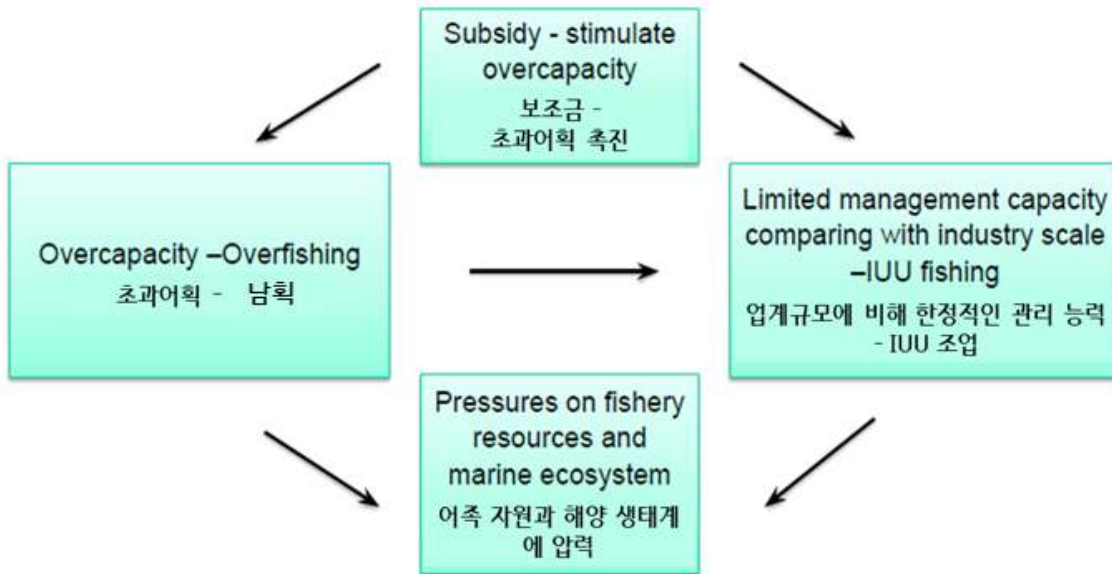 Subsidy - stimulate
overcapacity
보조금 -
초과어획 촉진
Overcapacity –Overfishing
초과어획 - 남획
Limited management capacity
comparing with industry scale
–IUU fishing
업계규모에 비해 한정적인 관리 능력
- IUU 조업
Pressures on fishery
resources and
marine ecosystem
어족 자원과 해양 생태계
에 압력